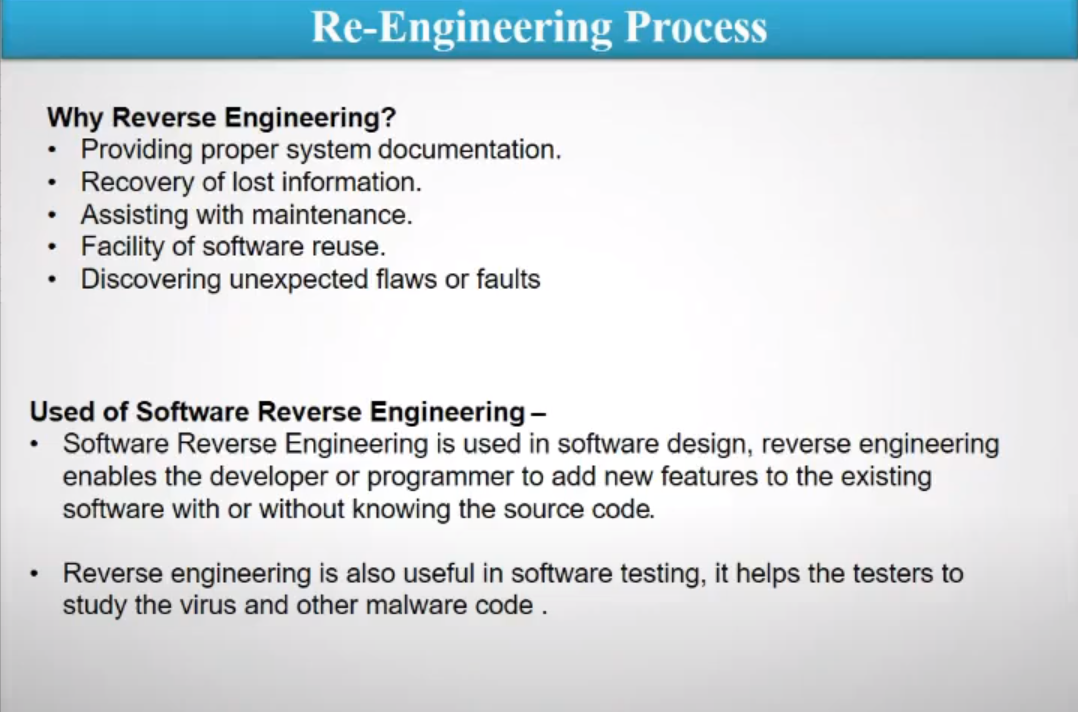 Re-Engineering Process
Why Reverse Engineering?
• Providing proper system documentation.
• Recovery of lost information.
• Assisting with maintenance.
• Facility of software reuse.
• Discovering unexpected flaws or faults
Used of Software Reverse Engineering –
• Software Reverse Engineering is used in software design, reverse engineering
enables the developer or programmer to add new features to the existing
software with or without knowing the source code.
• Reverse engineering is also useful in software testing, it helps the testers to
study the virus and other malware code .